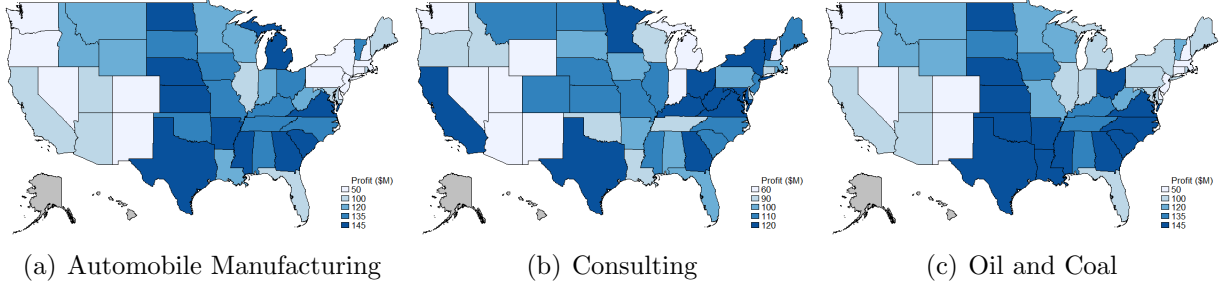 Profit ($M)
50
100
120
135
145
Profit ($M)
60
90
100
110
120
Profit ($M)
50
100
120
135
145
(a) Automobile Manufacturing
(b) Consulting
(c) Oil and Coal